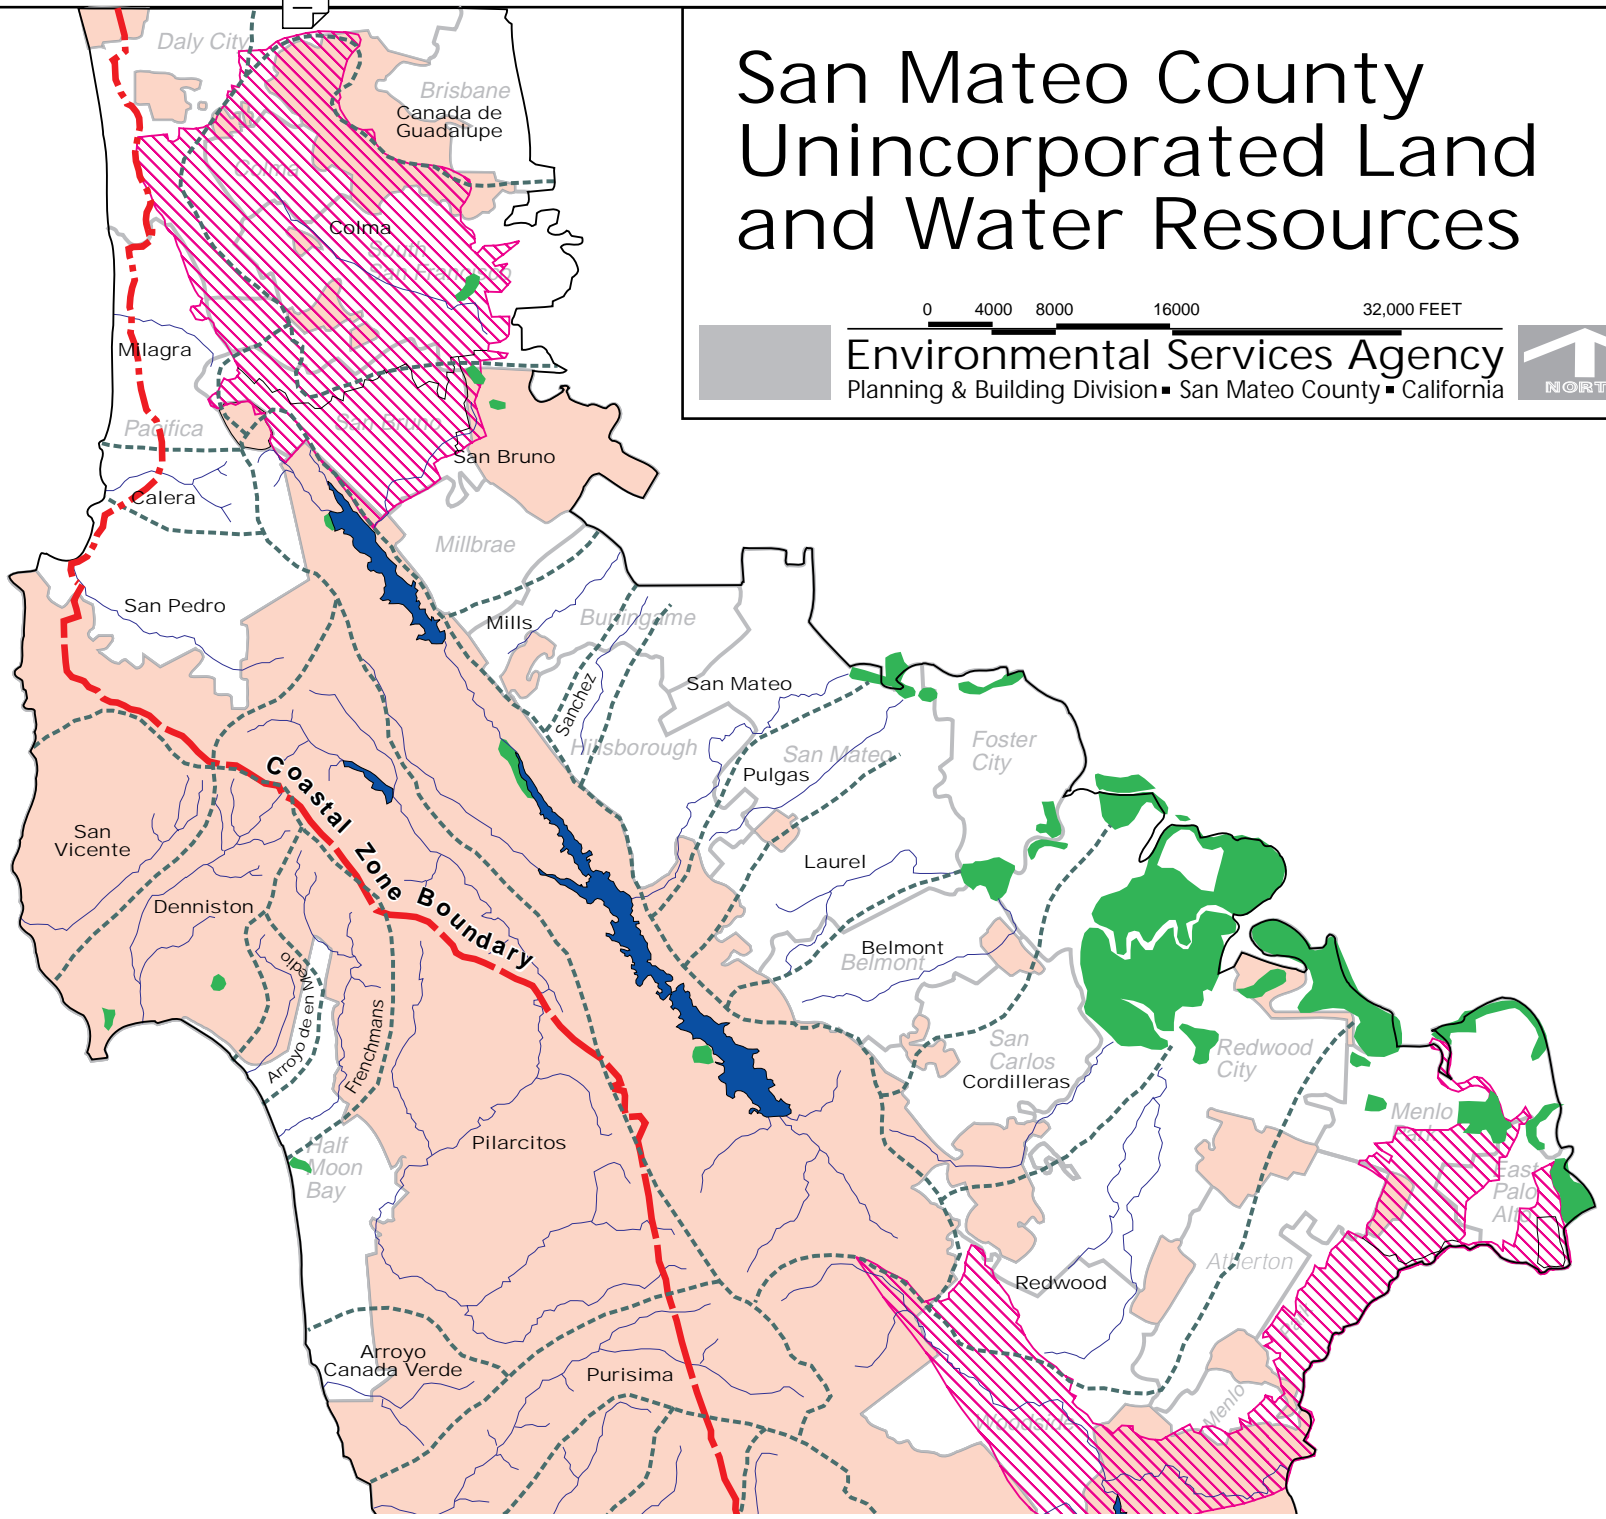 San Mateo County
Unincorporated Land
and Water Resources
0 4000 8000 16000 32,000 FEET
Environmental Services Agency
Planning & Building Division ▪ San Mateo County ▪ California
Daly City
Brisbane
Canada de
Guadalupe
Colma
Colma
South
San Francisco
Milagra
Pacifica
San Bruno
San Bruno
Calera
Millbrae
San Pedro
Mills
Burlingame
Sanchez
San Mateo
Hillsborough
San Mateo
Pulgas
Foster
City
Coastal Zone Boundary
San
Vicente
Laurel
Denniston
Belmont
Belmont
Arroyo de en Medio
Frenchmans
San
Carlos
Cordilleras
Redwood
City
Menlo
Park
Half
Moon
Bay
Pilarcitos
East
Palo
Alto
Atherton
Redwood
Arroyo
Canada Verde
Purisima
Menlo
Woodside